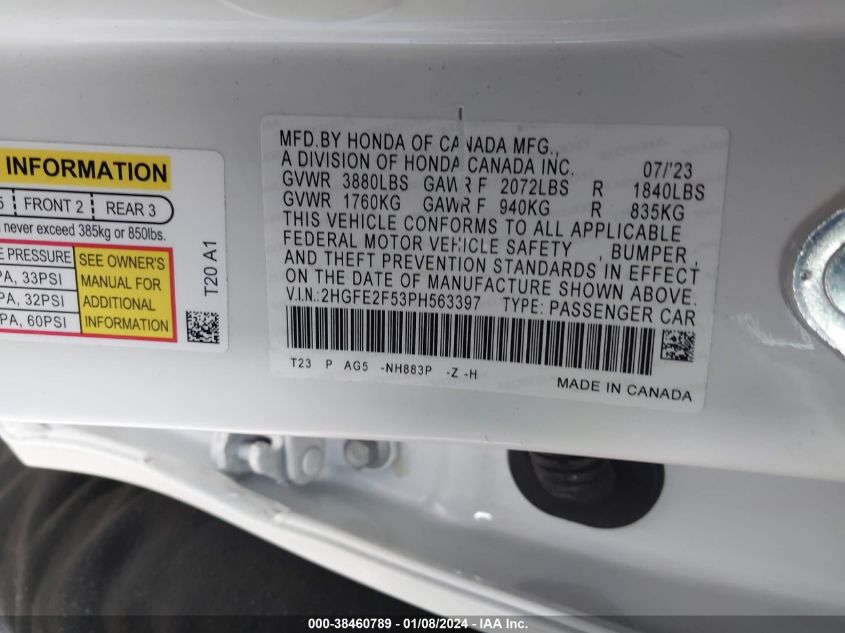 INFORMATION
5 FRONT 2 REAR 3
never exceed 385kg or 850lbs.
E PRESSURE
PA, 33PSI
PA, 32PSI
PA, 60PSI
SEE OWNER'S
MANUAL FOR
ADDITIONAL
INFORMATION
T20 A1
MFD.BY HONDA OF CANADA MFG.,
A DIVISION OF HONDA CANADA INC. 07/'23
GVWR 3880LBS GAWR F 2072LBS R 1840LBS
GVWR 1760KG GAWR F 940KG R 835KG
THIS VEHICLE CONFORMS TO ALL APPLICABLE
FEDERAL MOTOR VEHICLE SAFETY , BUMPER ,
AND THEFT PREVENTION STANDARDS IN EFFECT
ON THE DATE OF MANUFACTURE SHOWN ABOVE.
V.I.N.:2HGFE2F53PH563397 TYPE: PASSENGER CAR
T23 P AG5 -NH883P -Z -H
MADE IN CANADA
000-38460789 - 01/08/2024 - IAA Inc.